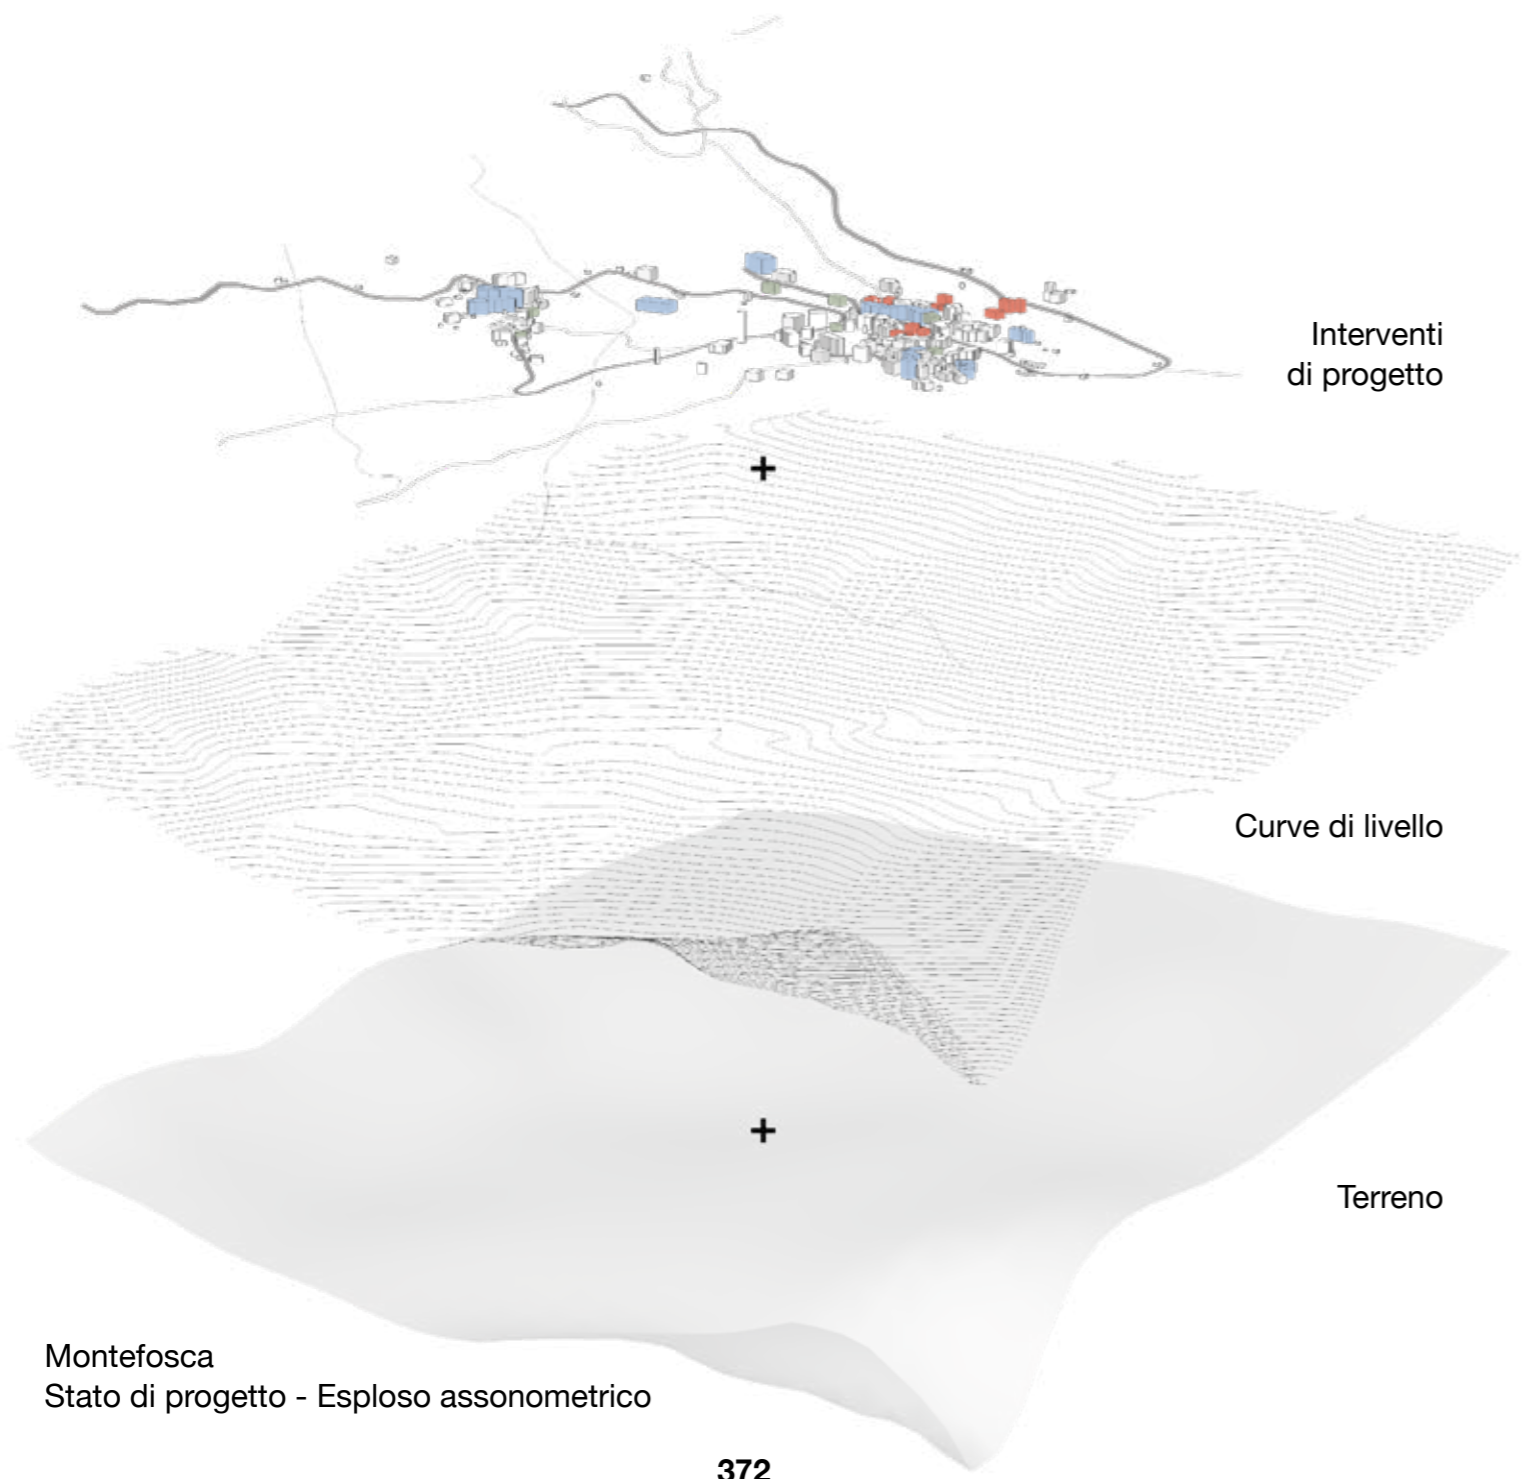 Interventi
di progetto
+
Curve di livello
+
Terreno
Montefosca
Stato di progetto - Esploso assonometrico
372